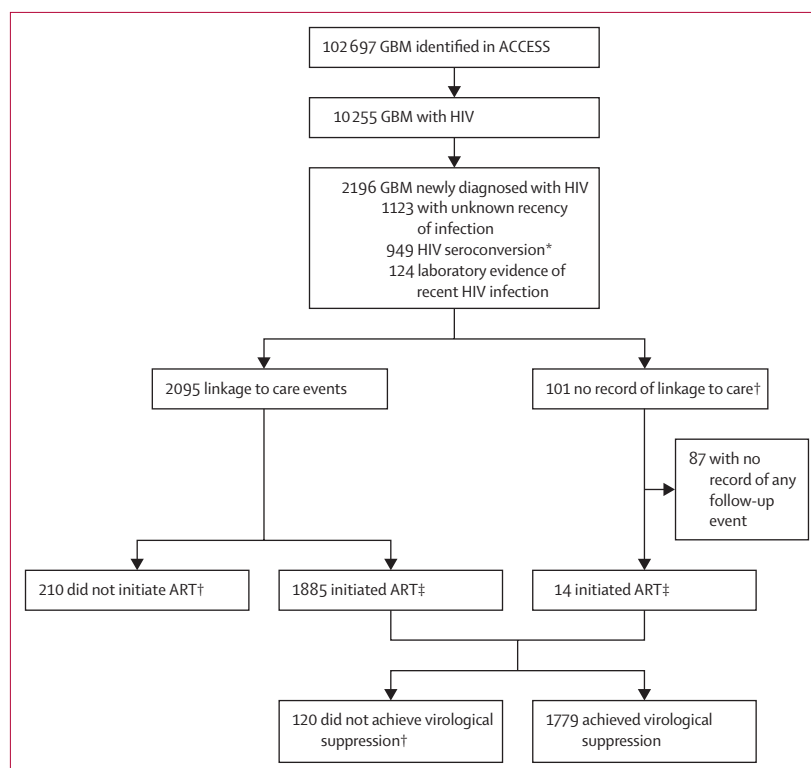 102 697 GBM identified in ACCESS
10 255 GBM with HIV
2196 GBM newly diagnosed with HIV
1123 with unknown recency
of infection
949 HIV seroconversion*
124 laboratory evidence of
recent HIV infection
2095 linkage to care events
101 no record of linkage to care†
87 with no
record of any
follow-up
event
210 did not initiate ART†
1885 initiated ART‡
14 initiated ART‡
120 did not achieve virological
suppression†
1779 achieved virological
suppression